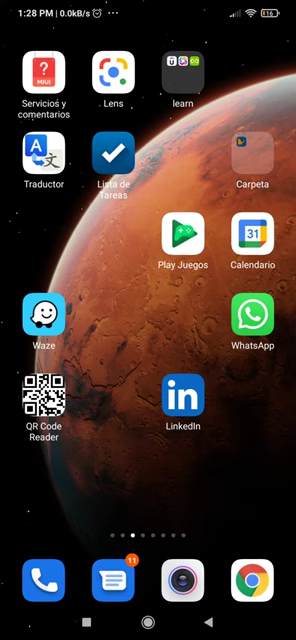 1:28 PM | 0.0kB/s ...
16
MIUI
Servicios y
comentarios
Lens
learn
Traductor
Lista de
Tareas
Carpeta
Play Juegos
31
Calendario
Waze
WhatsApp
QR Code
Reader
in
LinkedIn
11